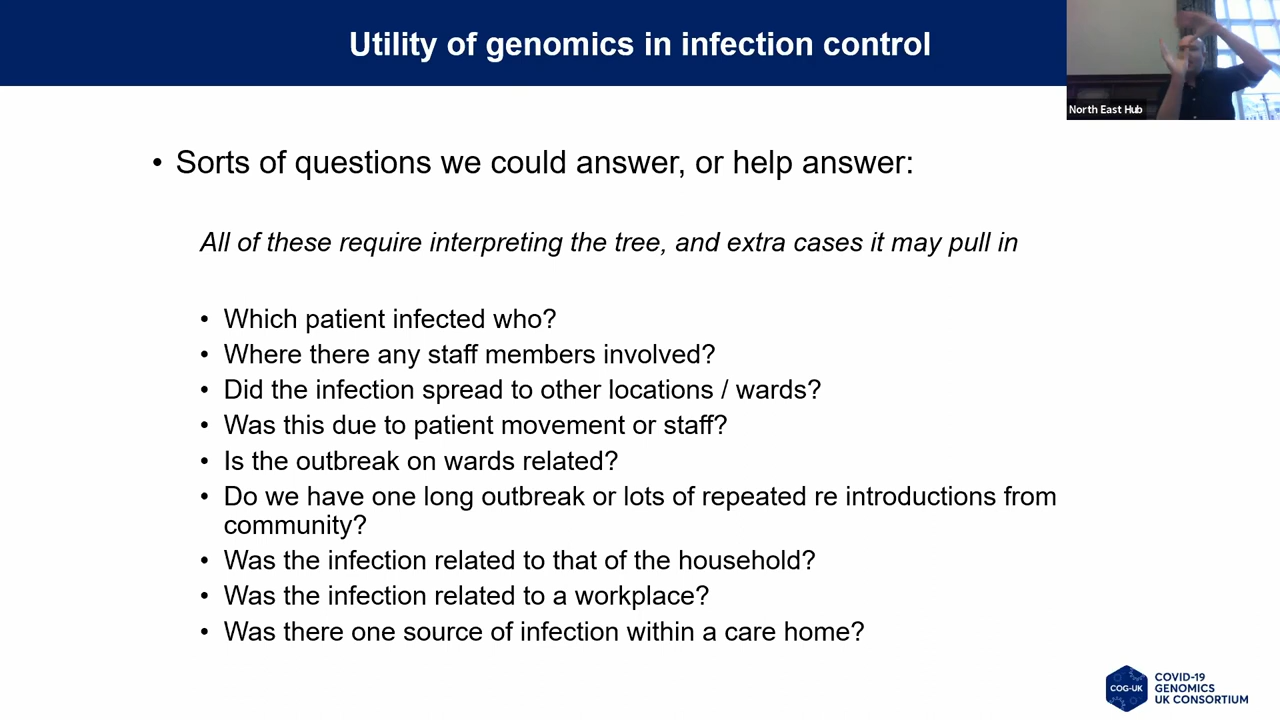 Utility of genomics in infection control
North East Hub
• Sorts of questions we could answer, or help answer:
All of these require interpreting the tree, and extra cases it may pull in
• Which patient infected who?
• Where there any staff members involved?
• Did the infection spread to other locations / wards?
• Was this due to patient movement or staff?
• Is the outbreak on wards related?
• Do we have one long outbreak or lots of repeated re introductions from
community?
• Was the infection related to that of the household?
• Was the infection related to a workplace?
• Was there one source of infection within a care home?
COG-UK
COVID-19
GENOMICS
UK CONSORTIUM